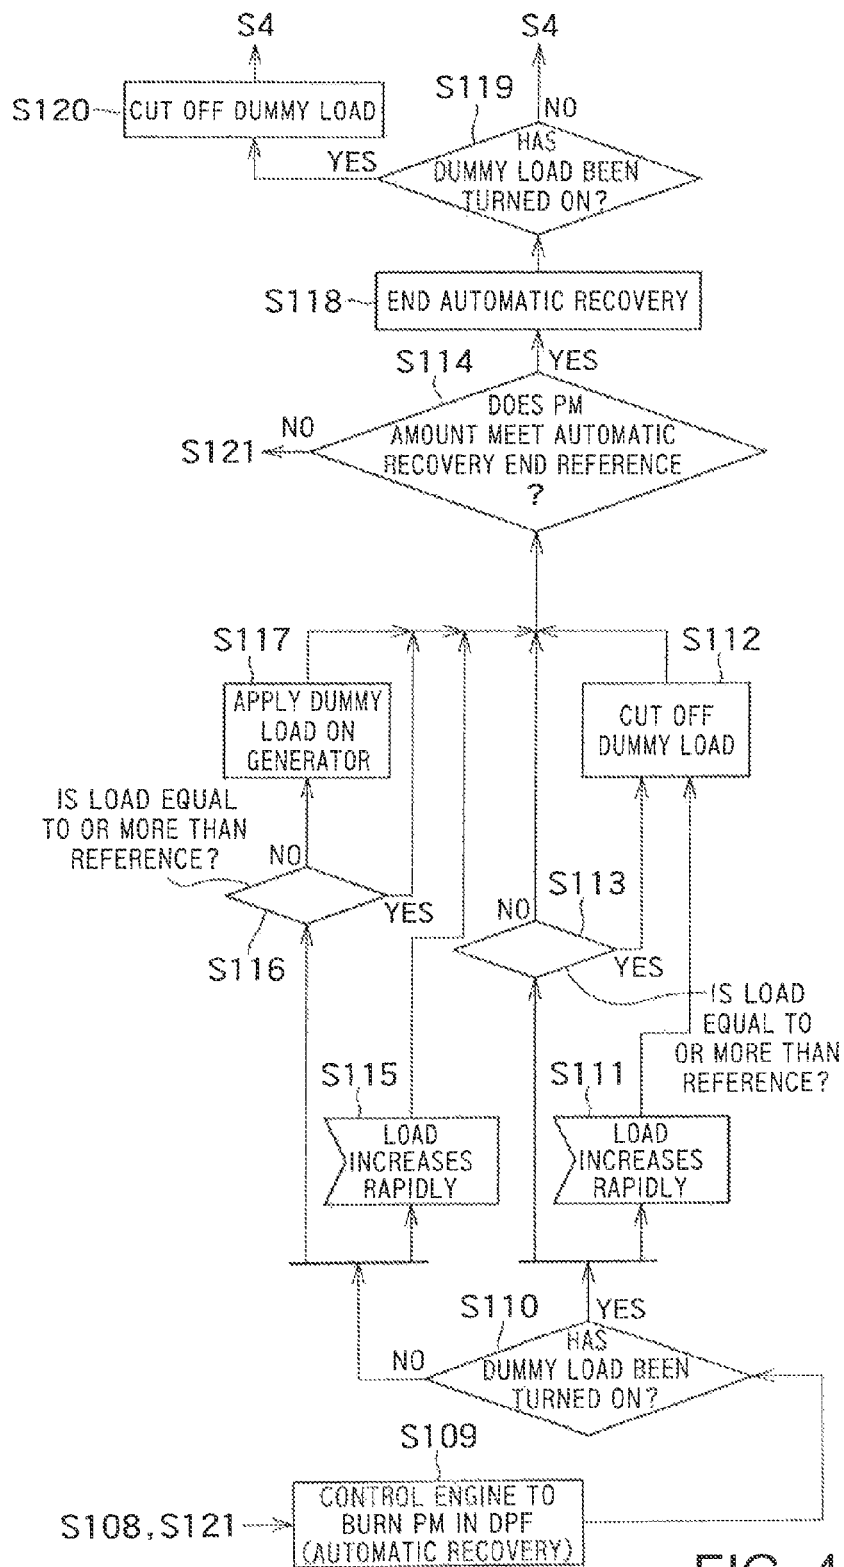 S4
S4
S120
CUT OFF DUMMY LOAD
S119
NO
YES
HAS
DUMMY LOAD BEEN
TURNED ON?
S118
END AUTOMATIC RECOVERY
S114
YES
NO
S121
DOES PM
AMOUNT MEET AUTOMATIC
RECOVERY END REFERENCE
?
S117
APPLY DUMMY
LOAD ON
GENERATOR
S112
CUT OFF
DUMMY LOAD
IS LOAD EQUAL
TO OR MORE THAN
REFERENCE?
NO
YES
S116
NO
S113
YES
IS LOAD
EQUAL TO
OR MORE THAN
REFERENCE?
S115
LOAD
INCREASES
RAPIDLY
S111
LOAD
INCREASES
RAPIDLY
S110
YES
NO
HAS
DUMMY LOAD BEEN
TURNED ON?
S109
S108,S121
CONTROL ENGINE TO
BURN PM IN DPF
(AUTOMATIC RECOVERY)
FIG. 4